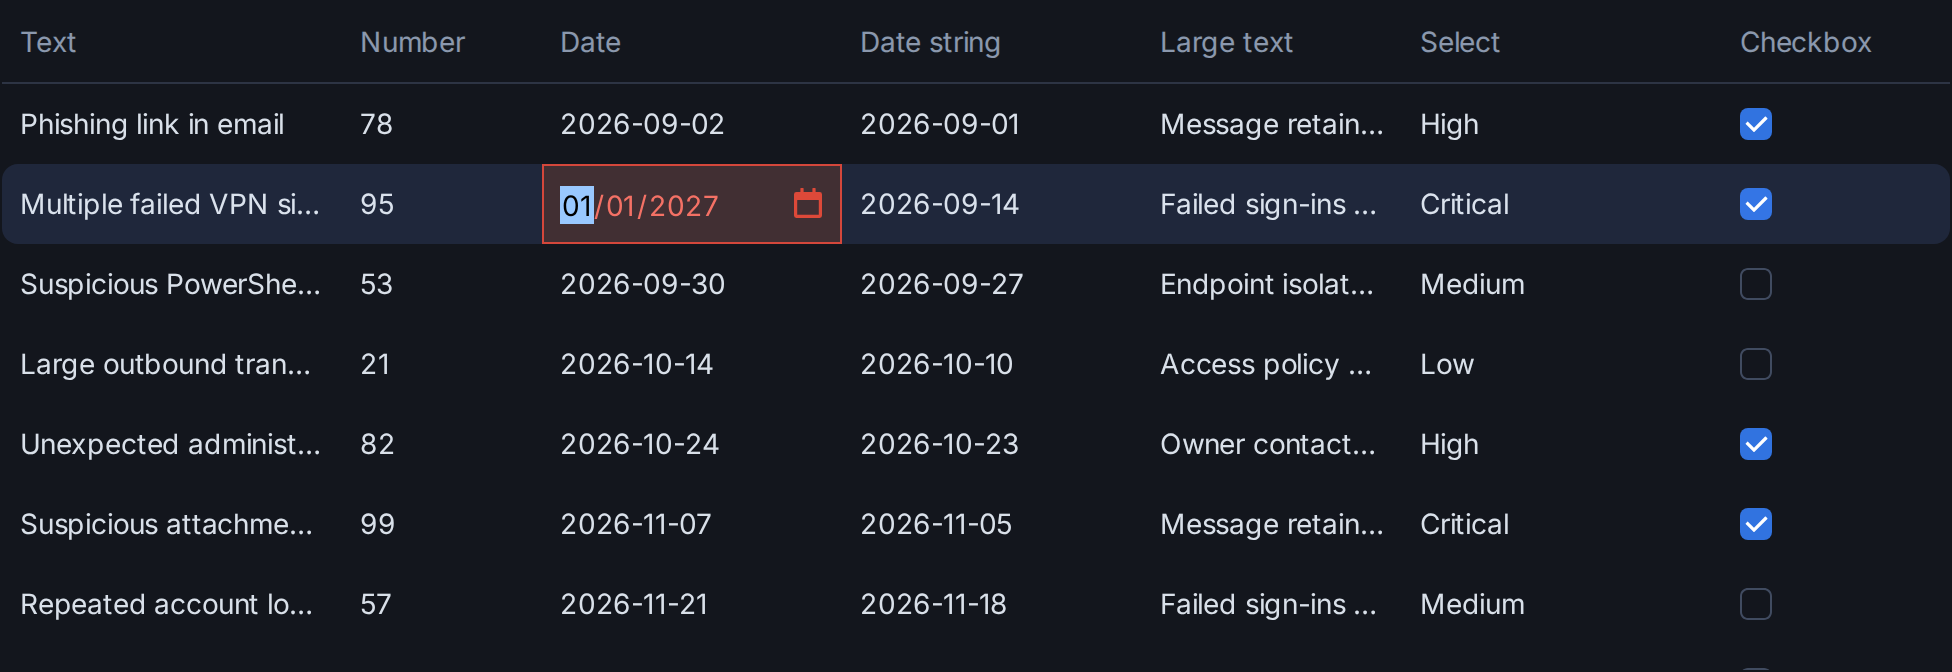 Text Number Date Date string Large text Select Checkbox
Phishing link in email 78 2026-09-02 2026-09-01 Message retain... High
Multiple failed VPN si... 95 01/01/2027 2026-09-14 Failed sign-ins ... Critical
Suspicious PowerShe... 53 2026-09-30 2026-09-27 Endpoint isolat... Medium
Large outbound tran... 21 2026-10-14 2026-10-10 Access policy ... Low
Unexpected administ... 82 2026-10-24 2026-10-23 Owner contact... High
Suspicious attachme... 99 2026-11-07 2026-11-05 Message retain... Critical
Repeated account lo... 57 2026-11-21 2026-11-18 Failed sign-ins ... Medium